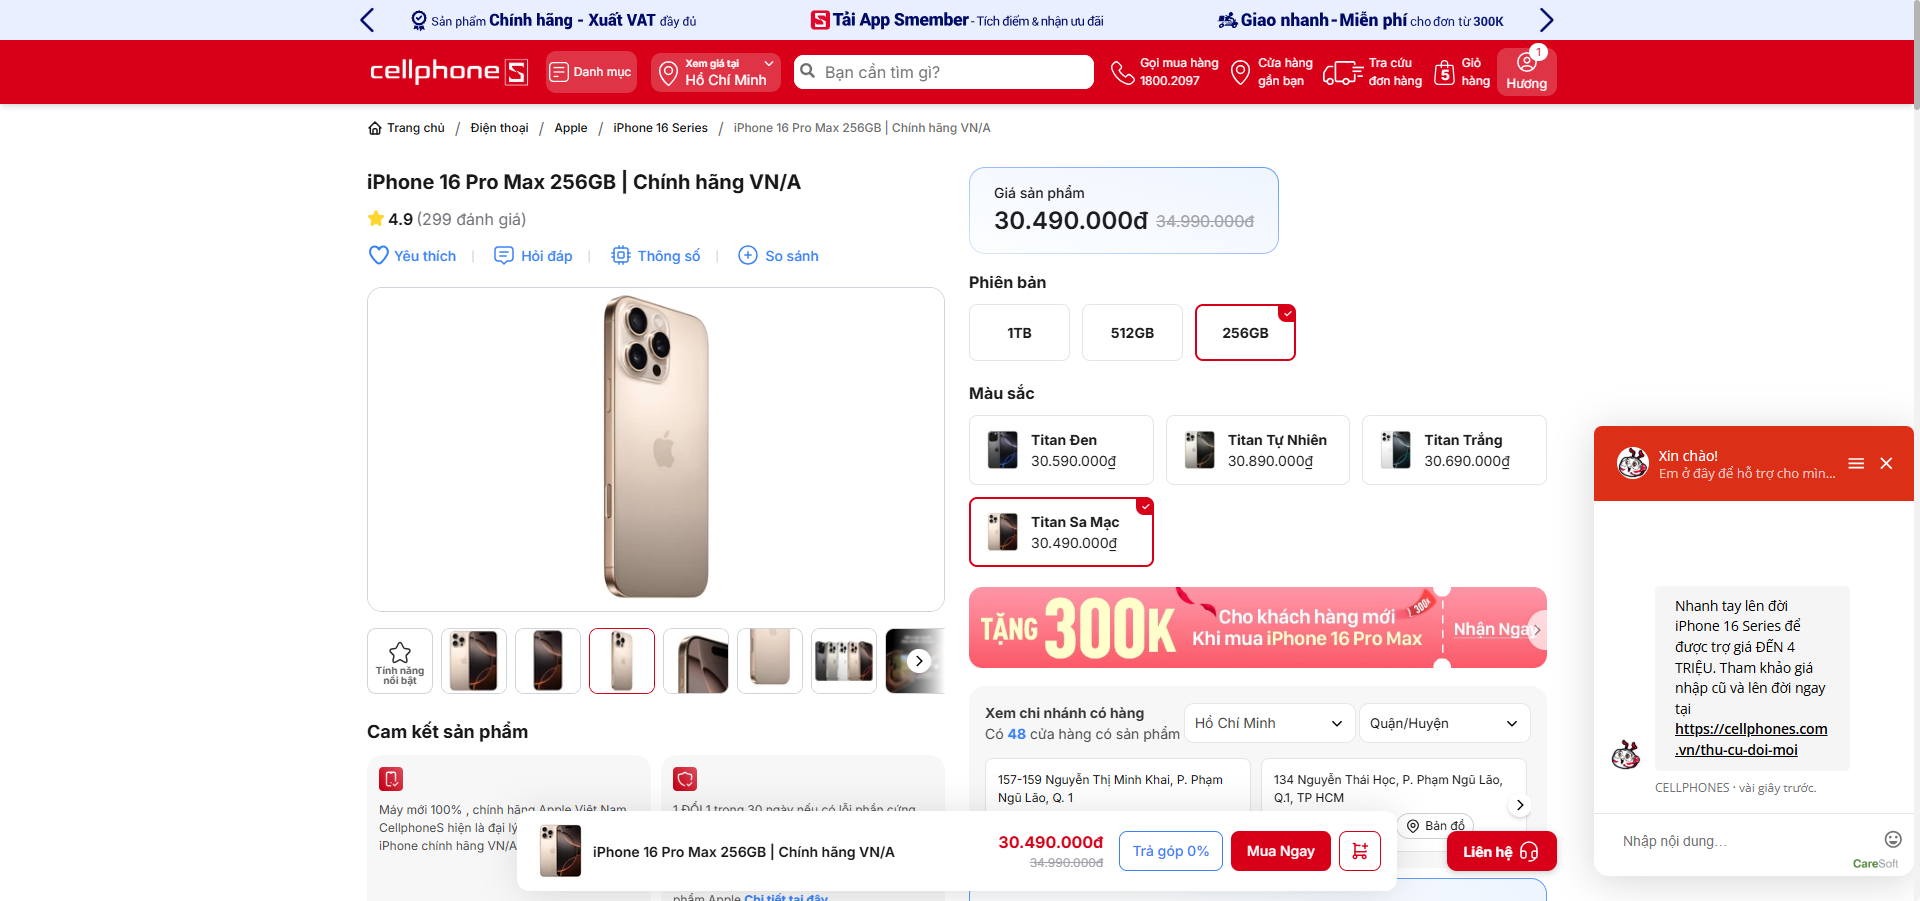 Sản phẩm Chính hãng - Xuất VAT đầy đủ
Tải App Smember - Tích điểm & nhận ưu đãi
Giao nhanh - Miễn phí cho đơn từ 300K
cellphoneS
Danh mục
Xem giá tại
Hồ Chí Minh
Bạn cần tìm gì?
Gọi mua hàng
1800.2097
Cửa hàng
gần bạn
Tra cứu
đơn hàng
5
Giỏ
hàng
1
Hương
Trang chủ / Điện thoại / Apple / iPhone 16 Series / iPhone 16 Pro Max 256GB | Chính hãng VN/A
iPhone 16 Pro Max 256GB | Chính hãng VN/A
4.9 (299 đánh giá)
Yêu thích
Hỏi đáp
Thông số
So sánh
Tính năng
nổi bật
Cam kết sản phẩm
Máy mới 100% , chính hãng Apple Việt Nam.
CellphoneS hiện là đại lý
iPhone chính hãng VN/A
1 ĐỔI 1 trong 30 ngày nếu có lỗi phần cứng
phẩm Apple Chi tiết tại đây
Giá sản phẩm
30.490.000đ 34.990.000đ
Phiên bản
1TB
512GB
256GB
Màu sắc
Titan Đen
30.590.000₫
Titan Tự Nhiên
30.890.000₫
Titan Trắng
30.690.000₫
Titan Sa Mạc
30.490.000₫
TẶNG 300K
Cho khách hàng mới
Khi mua iPhone 16 Pro Max
300K
Nhận Ngay
Xem chi nhánh có hàng
Có 48 cửa hàng có sản phẩm
Hồ Chí Minh
Quận/Huyện
157-159 Nguyễn Thị Minh Khai, P. Phạm
Ngũ Lão, Q. 1
134 Nguyễn Thái Học, P. Phạm Ngũ Lão,
Q.1, TP HCM
Bản đồ
iPhone 16 Pro Max 256GB | Chính hãng VN/A
30.490.000đ
34.990.000đ
Trả góp 0%
Mua Ngay
Liên hệ
Xin chào!
Em ở đây để hỗ trợ cho mìn...
Nhanh tay lên đời
iPhone 16 Series để
được trợ giá ĐẾN 4
TRIỆU. Tham khảo giá
nhập cũ và lên đời ngay
tại
https://cellphones.com
.vn/thu-cu-doi-moi
CELLPHONES · vài giây trước.
Nhập nội dung...
CareSoft